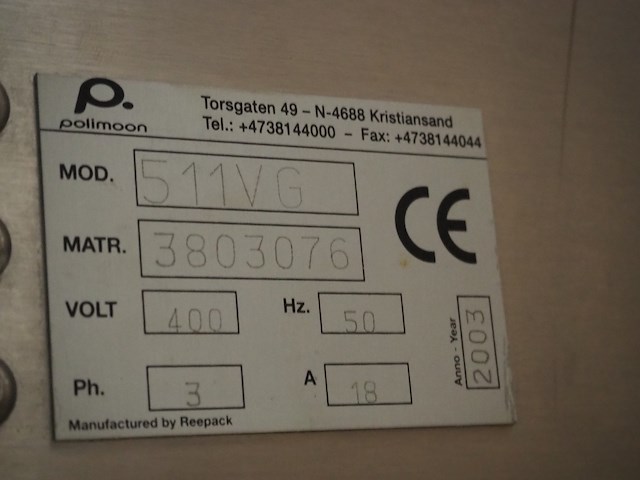 p.
polimoon
Torsgaten 49 – N-4688 Kristiansand
Tel.: +4738144000 – Fax: +4738144044
MOD. 511VG
MATR. 3803076
CE
VOLT 400 Hz. 50
Anno - Year 2003
Ph. 3 A 18
Manufactured by Reepack